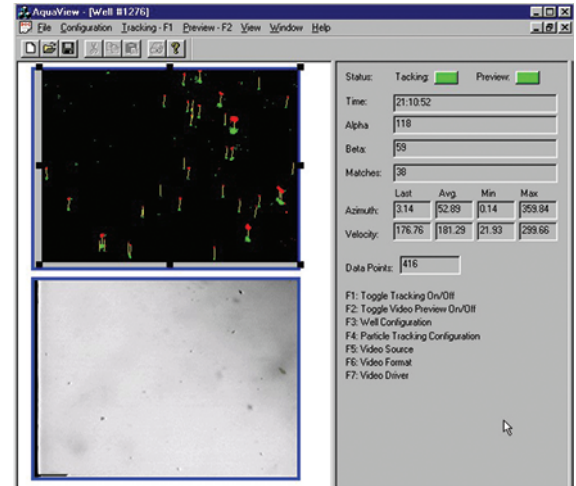 AquaView - [Well #1276]
File Configuration Tracking - F1 Preview - F2 View Window Help
Status: Tacking: Preview:
Time: 21:10:52
Alpha 118
Beta: 59
Matches: 38
Last Avg. Min Max
Azimuth: 3.14 52.89 0.14 359.84
Velocity: 176.76 181.29 21.93 299.66
Data Points: 416
F1: Toggle Tracking On/Off
F2: Toggle Video Preview On/Off
F3: Well Configuration
F4: Particle Tracking Configuration
F5: Video Source
F6: Video Format
F7: Video Driver